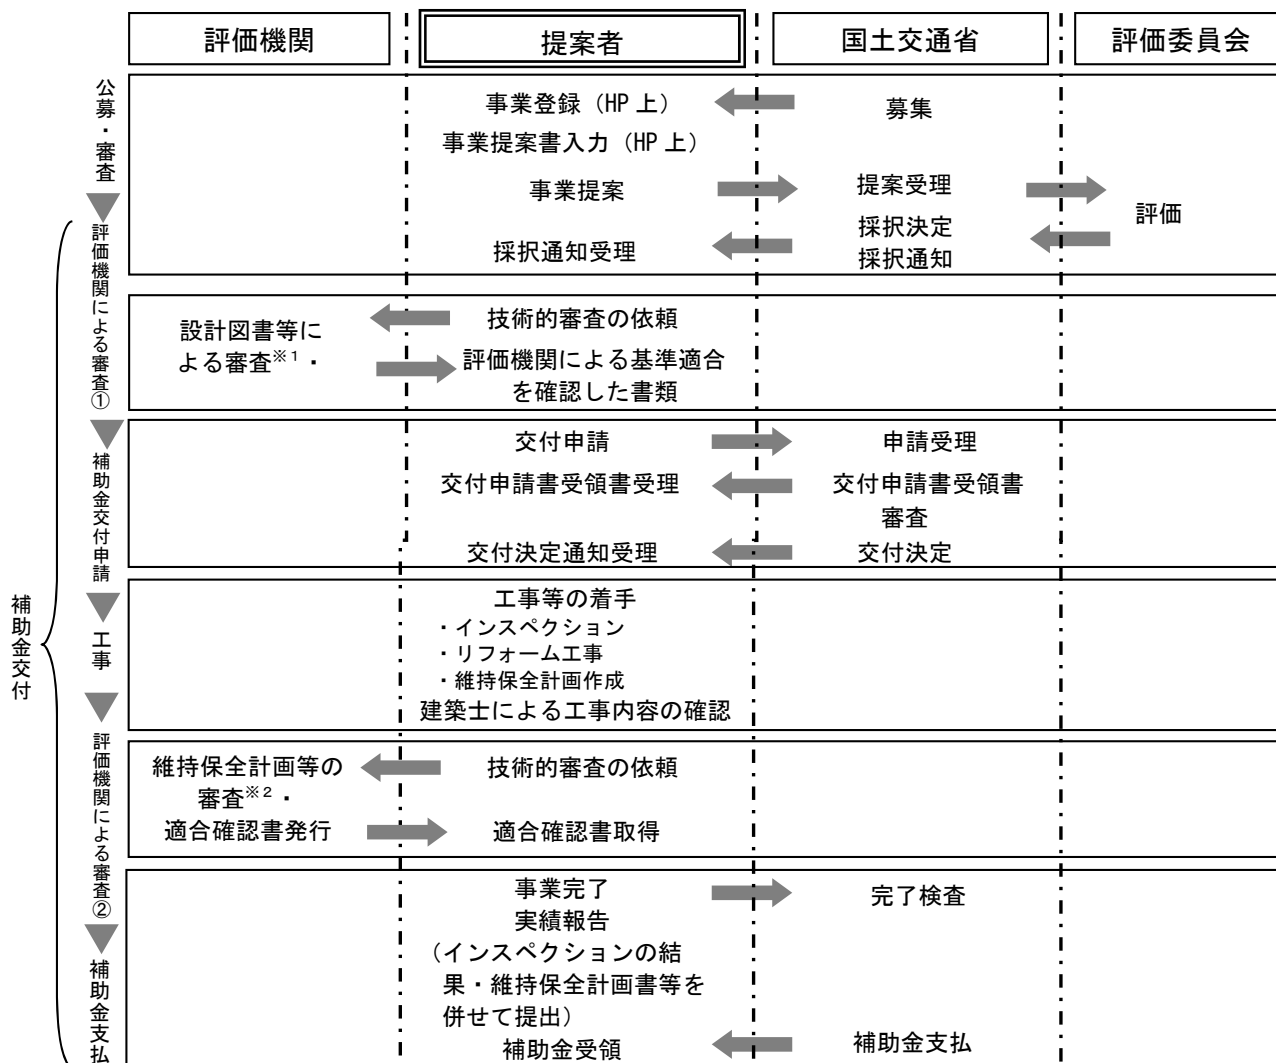 評価機関
提案者
国土交通省
評価委員会
公募・審査
事業登録（HP上）
募集
事業提案書入力（HP上）
事業提案
提案受理
評価
採択決定
採択通知受理
採択通知
補助金交付
評価機関による審査①
設計図書等に
よる審査※１・
技術的審査の依頼
評価機関による基準適合
を確認した書類
補助金交付申請
交付申請
申請受理
交付申請書受領書受理
交付申請書受領書
審査
交付決定通知受理
交付決定
工事
工事等の着手
・インスペクション
・リフォーム工事
・維持保全計画作成
建築士による工事内容の確認
評価機関による審査②
維持保全計画等の
審査※２・
適合確認書発行
技術的審査の依頼
適合確認書取得
補助金支払
事業完了
完了検査
実績報告
（インスペクションの結
果・維持保全計画書等を
併せて提出）
補助金受領
補助金支払